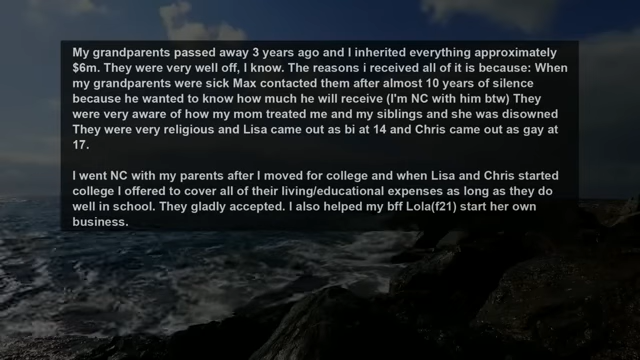 My grandparents passed away 3 years ago and I inherited everything approximately
$6m. They were very well off, I know. The reasons i received all of it is because: When
my grandparents were sick Max contacted them after almost 10 years of silence
because he wanted to know how much he will receive (I'm NC with him btw) They
were very aware of how my mom treated me and my siblings and she was disowned
They were very religious and Lisa came out as bi at 14 and Chris came out as gay at
17.
I went NC with my parents after I moved for college and when Lisa and Chris started
college I offered to cover all of their living/educational expenses as long as they do
well in school. They gladly accepted. I also helped my bff Lola(f21) start her own
business.